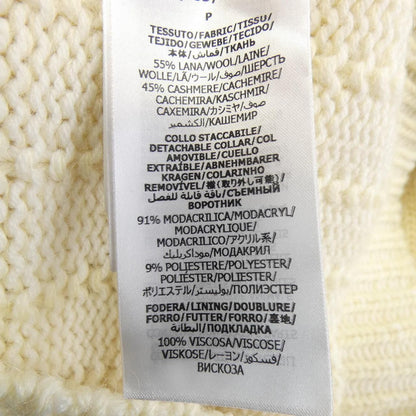 P
TESSUTO/FABRIC/TISSU/
TEJIDO/GEWEBE/TECIDO/
本体/قماش/ТКАНЬ
55% LANA/WOOL/LAINE/
WOLLE/LÃ/ウール/صوف/ШЕРСТЬ
45% CASHMERE/CACHEMIRE/
CACHEMIRA/KASCHMIR/
CAXEMIRA/カシミヤ/صوف
الكشمير/КАШЕМИР
COLLO STACCABILE/
DETACHABLE COLLAR/COL
AMOVIBLE/CUELLO
EXTRAÍBLE/ABNEHMBARER
KRAGEN/COLARINHO
REMOVÍVEL/襟(取り外し可能)/
ياقة قابلة للفصل/СЪЕМНЫЙ
ВОРОТНИК
91% MODACRILICA/MODACRYL/
MODACRYLIQUE/
MODACRILICO/アクリル系/
موداكريليك/МОДАКРИЛ
9% POLIESTERE/POLYESTER/
POLIÉSTER/POLIESTER/
ポリエステル/بوليستر/ПОЛИЭСТЕР
FODERA/LINING/DOUBLURE/
FORRO/FUTTER/FORRO/裏地/
البطانة/ПОДКЛАДКА
100% VISCOSA/VISCOSE/
VISKOSE/レーヨン/فسكوز/
ВИСКОЗА